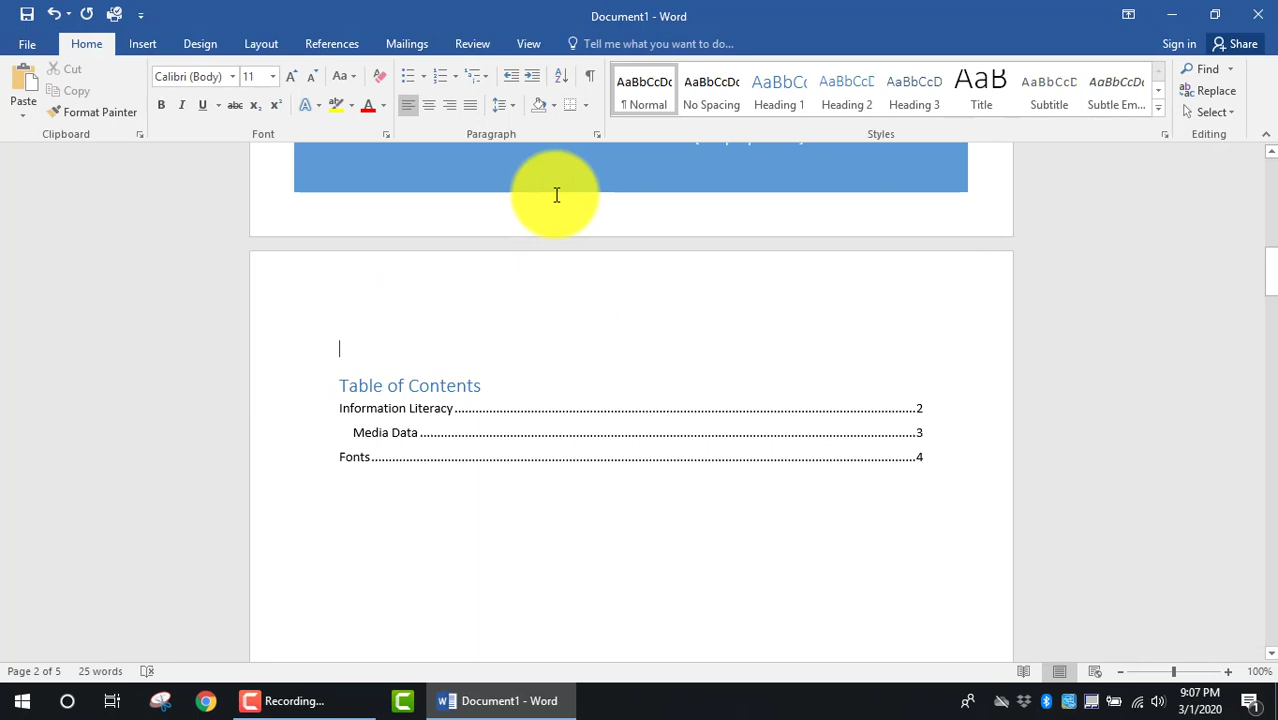 Document1 - Word
File Home Insert Design Layout References Mailings Review View Tell me what you want to do... Sign in Share
Paste
Cut
Copy
Format Painter
Clipboard
Calibri (Body) 11
Font
Paragraph
AaBbCcDc AaBbCcDc AaBbCc AaBbCcD AaBbCcD AaB AaBbCcD AaBbCcDc
¶ Normal No Spacing Heading 1 Heading 2 Heading 3 Title Subtitle Subtle Em...
Styles
Find
Replace
Select
Editing
Table of Contents
Information Literacy 2
Media Data 3
Fonts 4
Page 2 of 5 25 words 100%
Recording... Document1 - Word
9:07 PM
3/1/2020